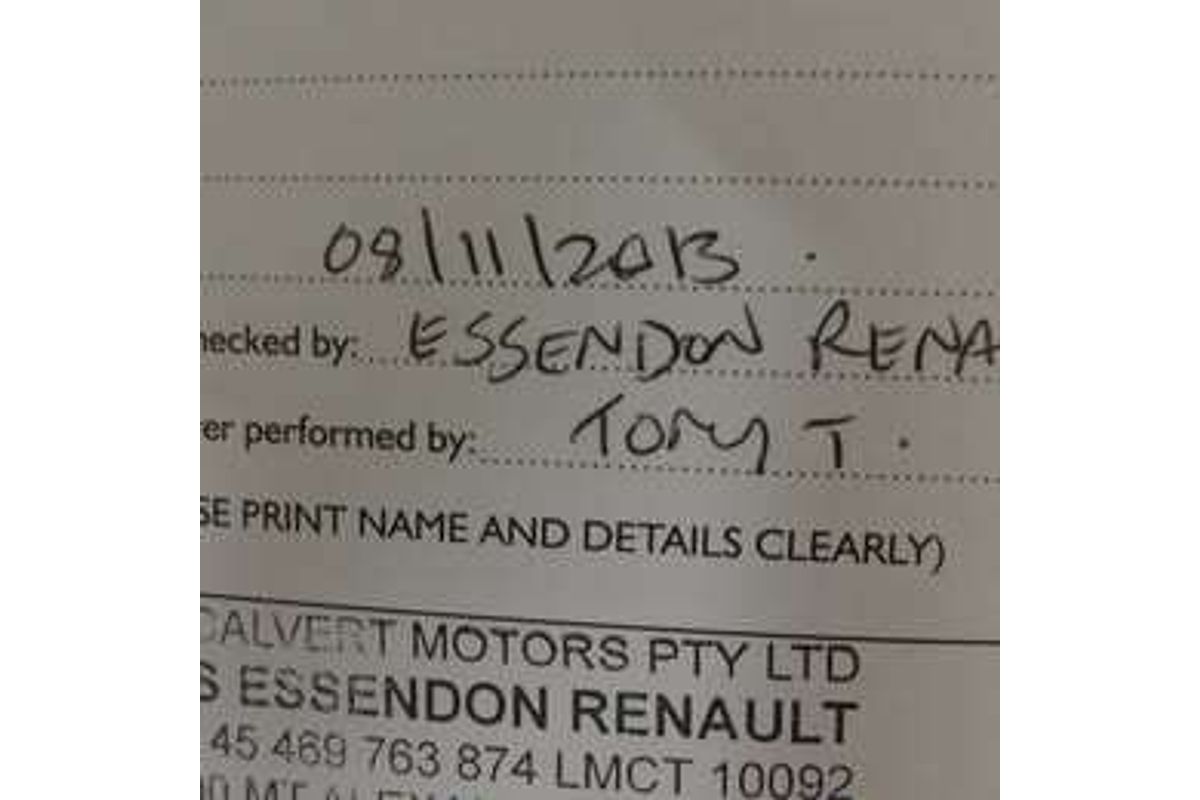 08/11/2013.
hecked by: ESSENDON RENA
er performed by: TONY T.
SE PRINT NAME AND DETAILS CLEARLY)
CALVERT MOTORS PTY LTD
S ESSENDON RENAULT
45 469 763 874 LMCT 10092